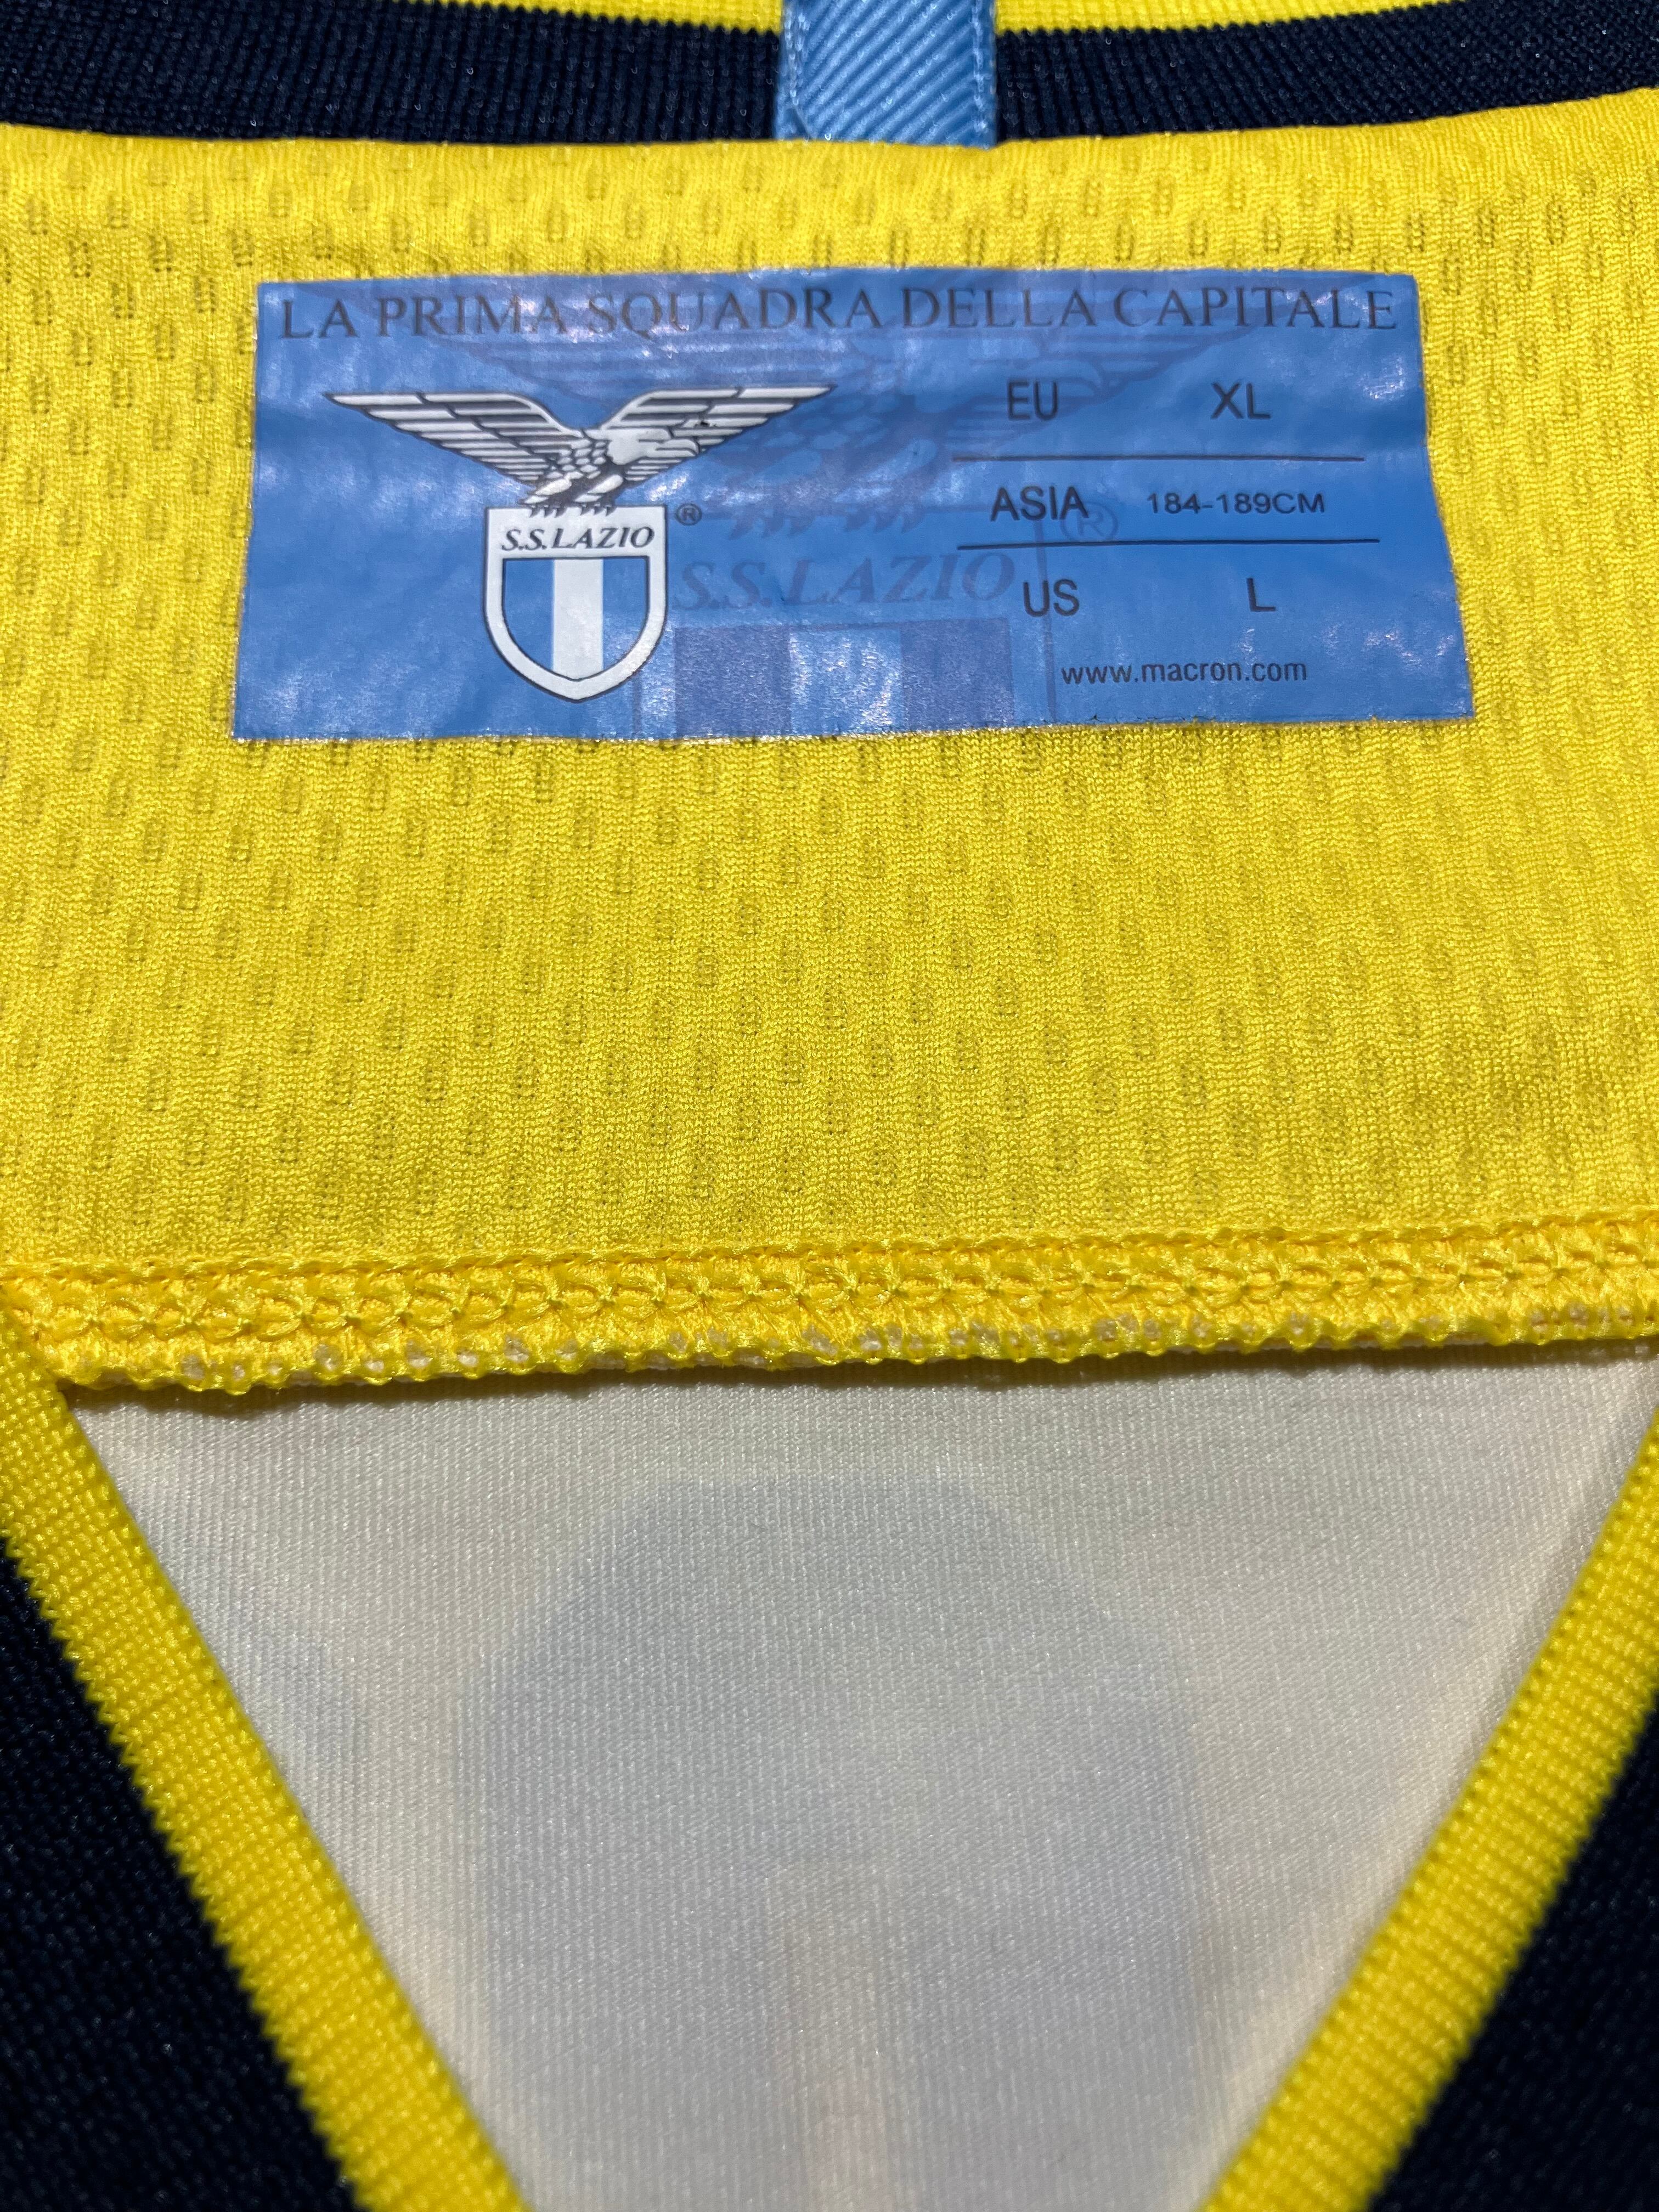 LA PRIMA SQUADRA DELLA CAPITALE
EU XL
ASIA 184-189CM
US L
www.macron.com
S.S.LAZIO
®
S.S.LAZIO
®